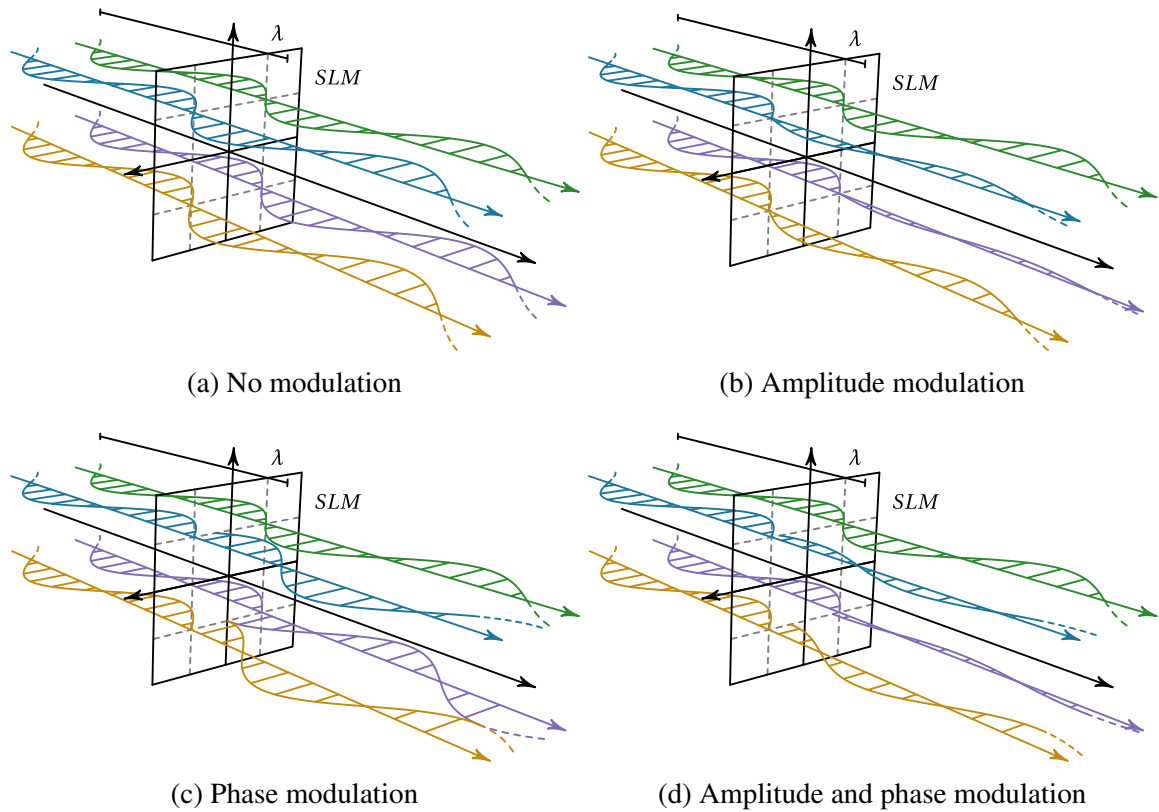 λ
SLM
λ
SLM
(a) No modulation
(b) Amplitude modulation
λ
SLM
λ
SLM
(c) Phase modulation
(d) Amplitude and phase modulation